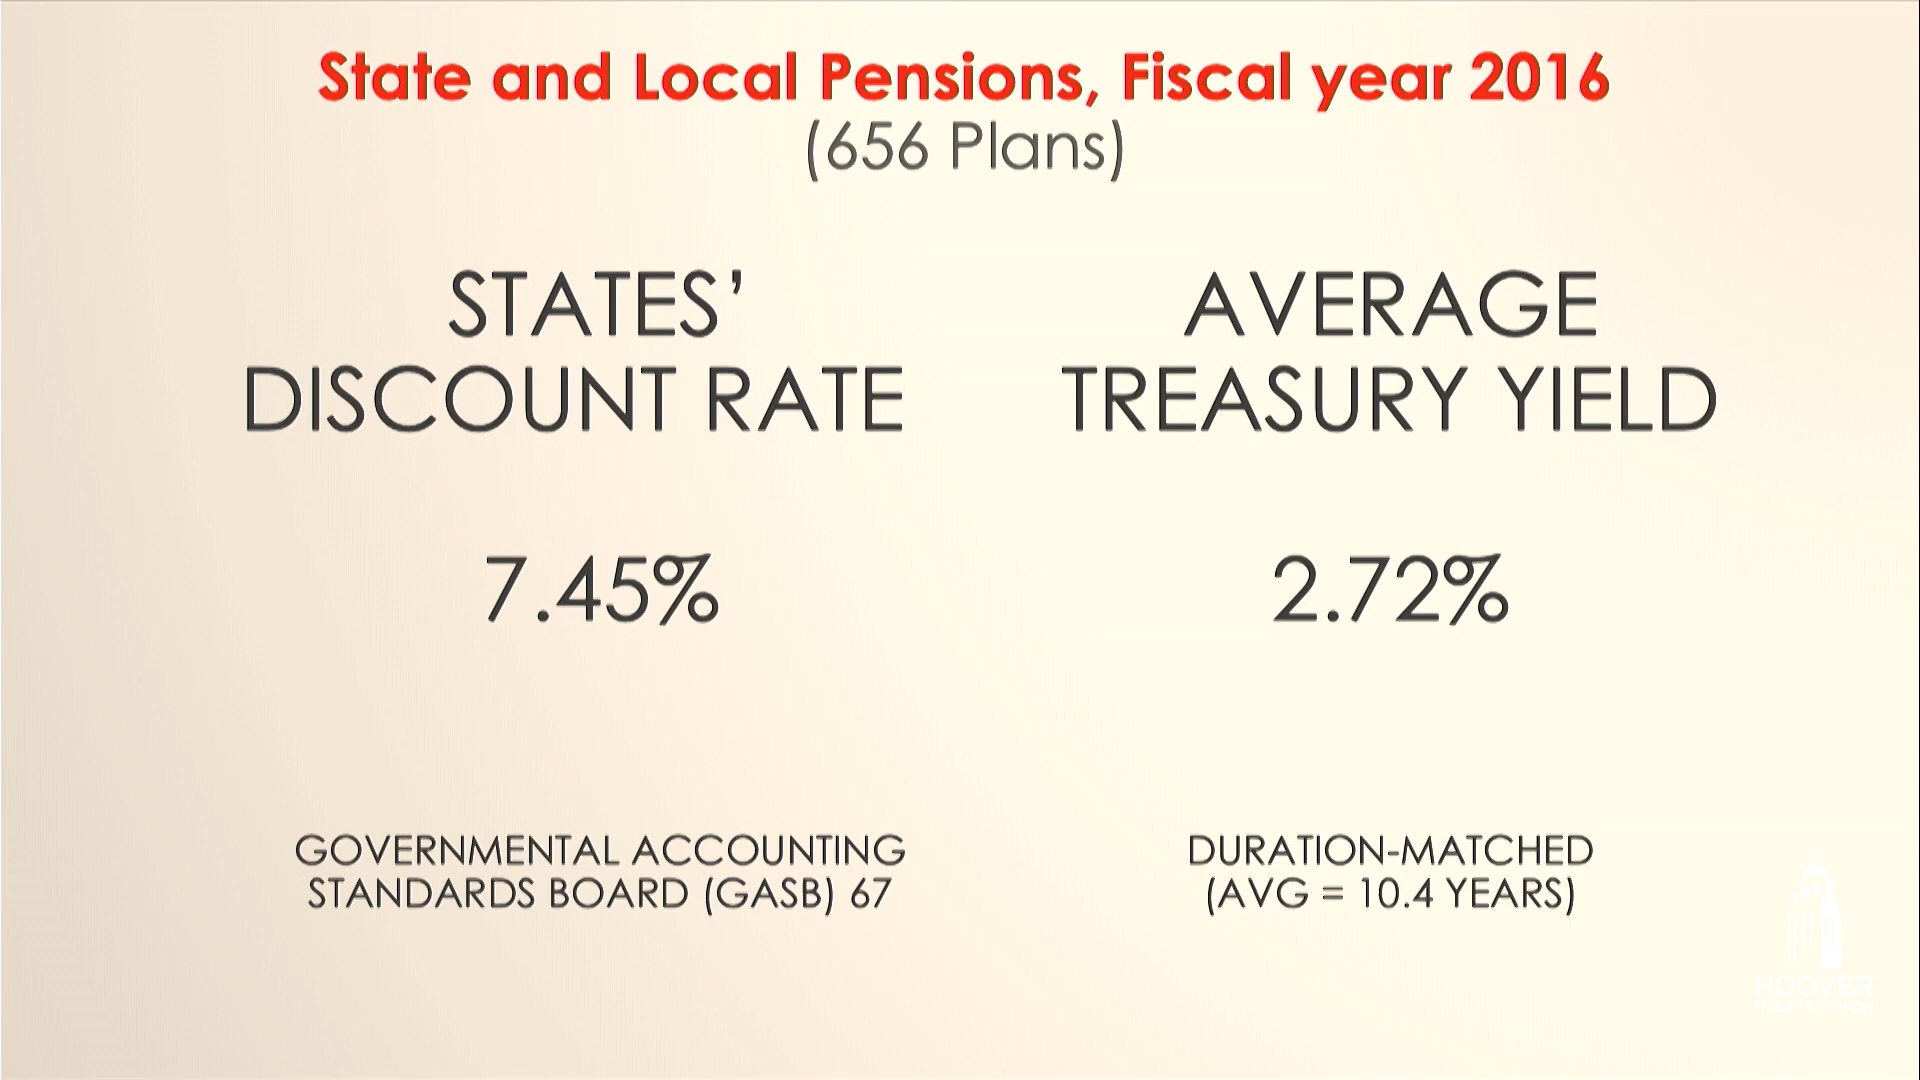 State and Local Pensions, Fiscal year 2016
(656 Plans)
STATES’
DISCOUNT RATE
7.45%
GOVERNMENTAL ACCOUNTING
STANDARDS BOARD (GASB) 67
AVERAGE
TREASURY YIELD
2.72%
DURATION-MATCHED
(AVG = 10.4 YEARS)
HOOVER
INSTITUTION